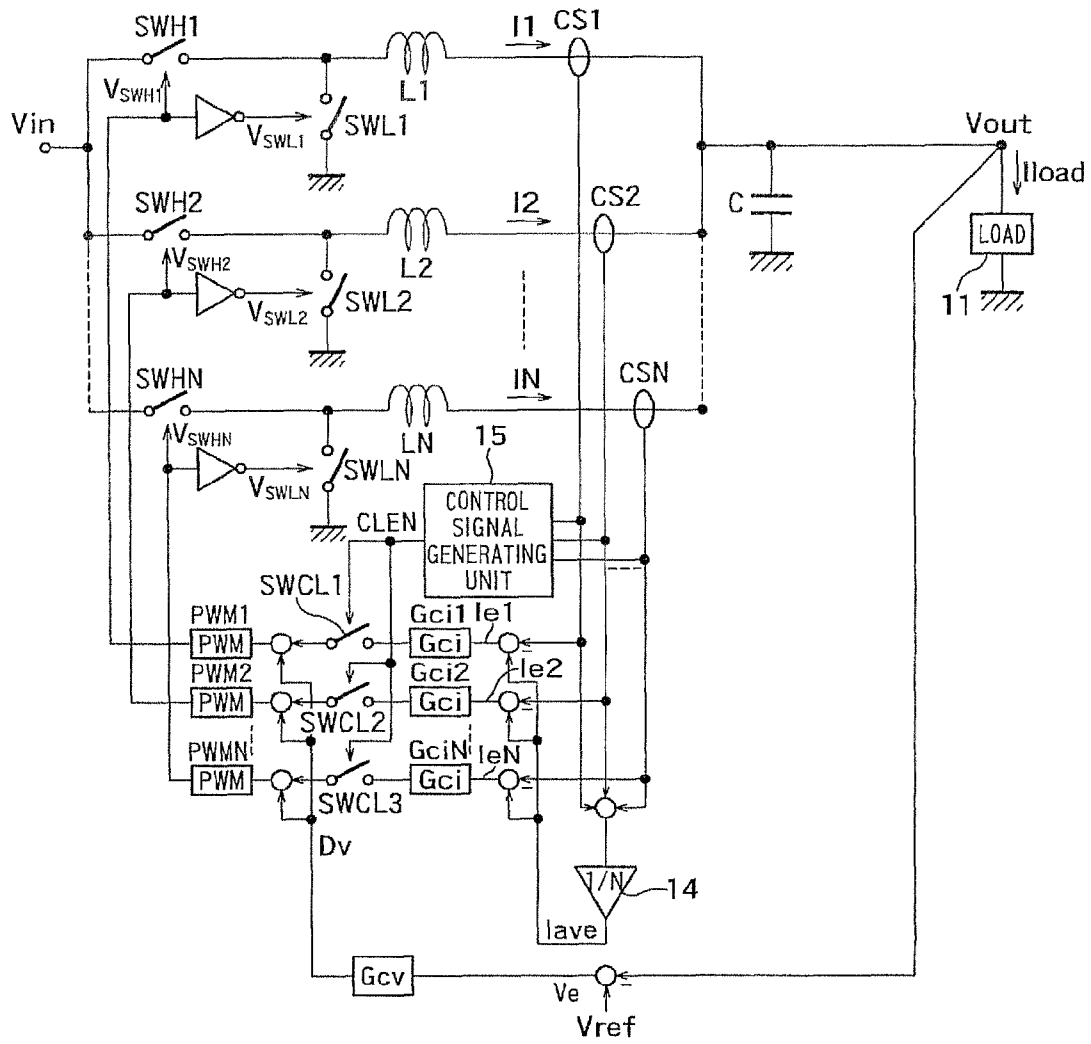 SWH1
I1
CS1
L1
VSWH1
VSWL1
SWL1
Vin
Vout
Iload
SWH2
I2
CS2
C
LOAD
L2
11
VSWH2
VSWL2
SWL2
SWHN
IN
CSN
LN
15
VSWHN
VSWLN
SWLN
CLEN
CONTROL
SIGNAL
GENERATING
UNIT
SWCL1
PWM1
Gci1
Ie1
PWM
Gci
PWM2
Gci2
Ie2
PWM
Gci
SWCL2
PWMN
GciN
IeN
PWM
Gci
SWCL3
Dv
1/N
14
Iave
Gcv
Ve
Vref